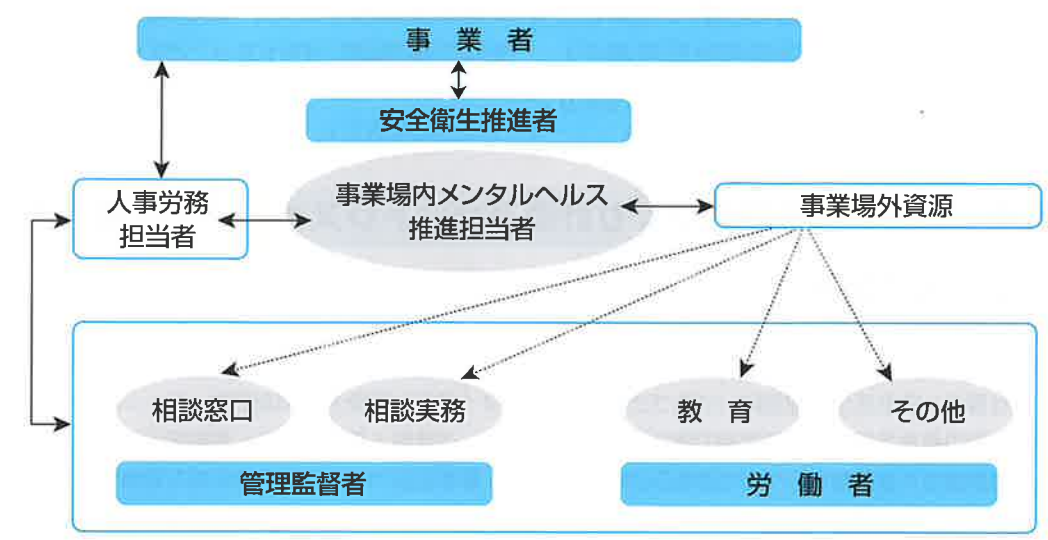 事 業 者
安全衛生推進者
人事労務
担当者
事業場内メンタルヘルス
推進担当者
事業場外資源
相談窓口
相談実務
教 育
その他
管理監督者
労 働 者